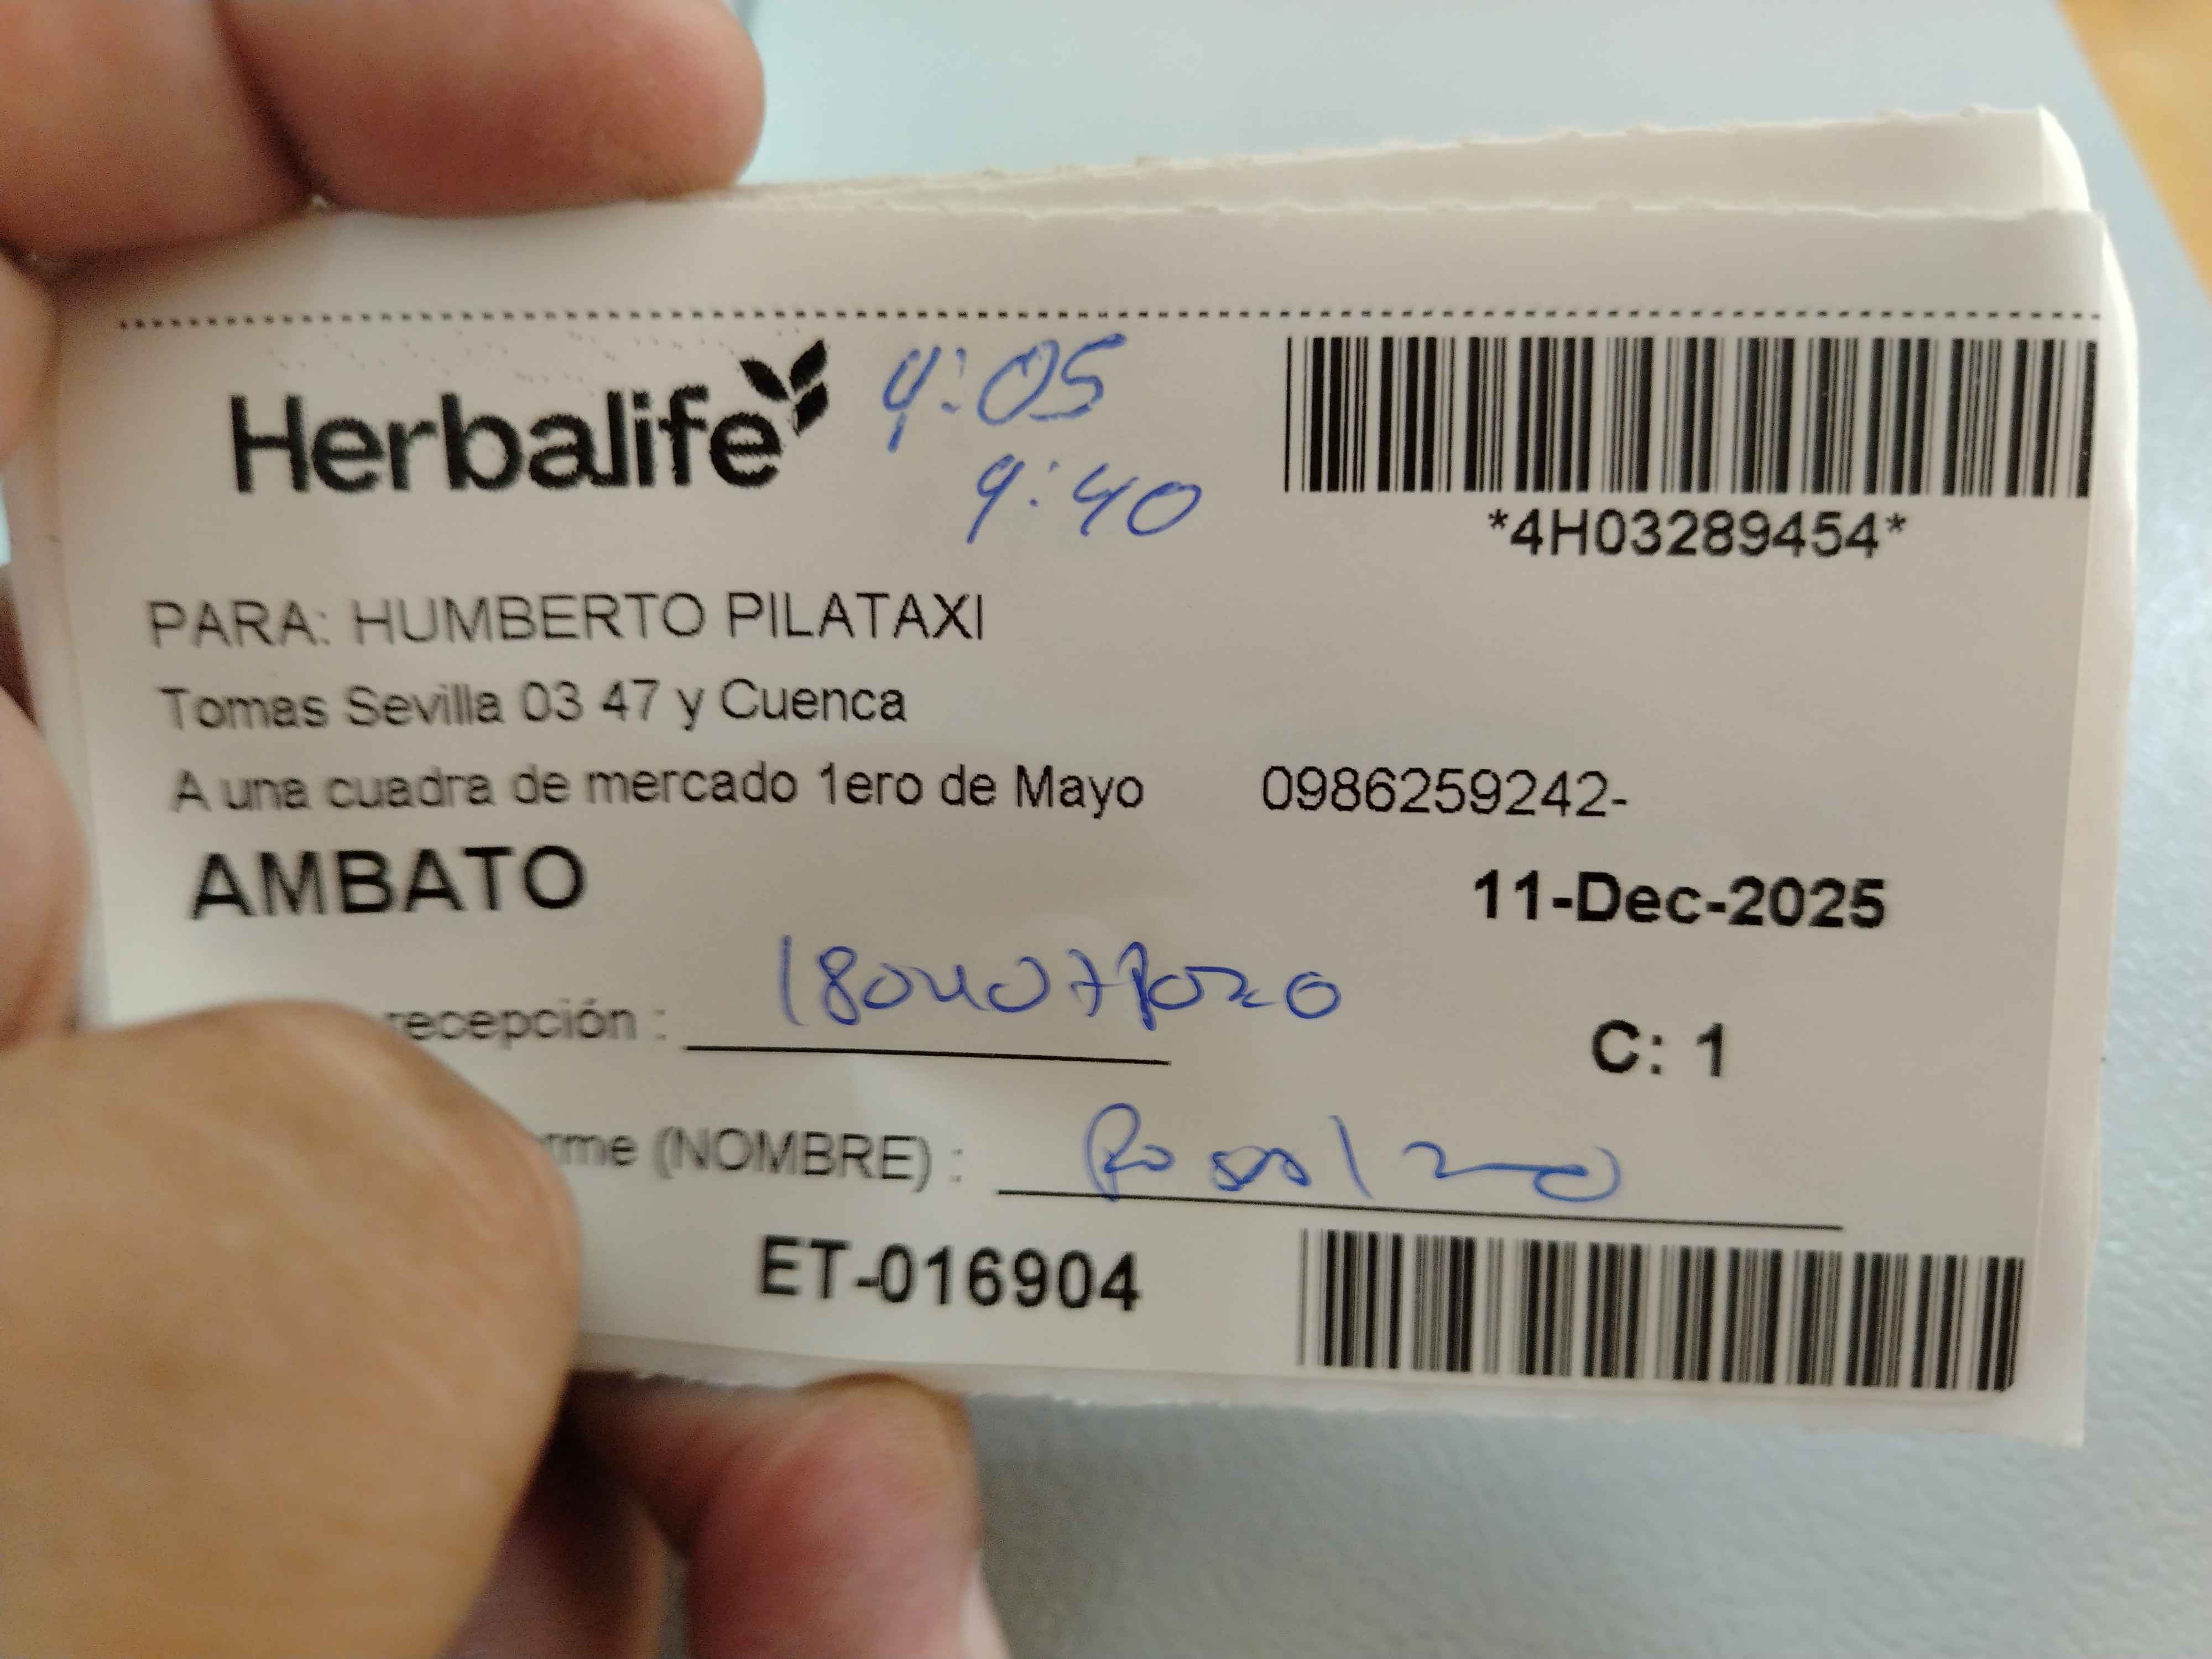 Herbalife 9:05
9:40
*4H03289454*
PARA: HUMBERTO PILATAXI
Tomas Sevilla 03 47 y Cuenca
A una cuadra de mercado 1ero de Mayo 0986259242-
AMBATO
11-Dec-2025
recepción :
C: 1
(NOMBRE) :
ET-016904